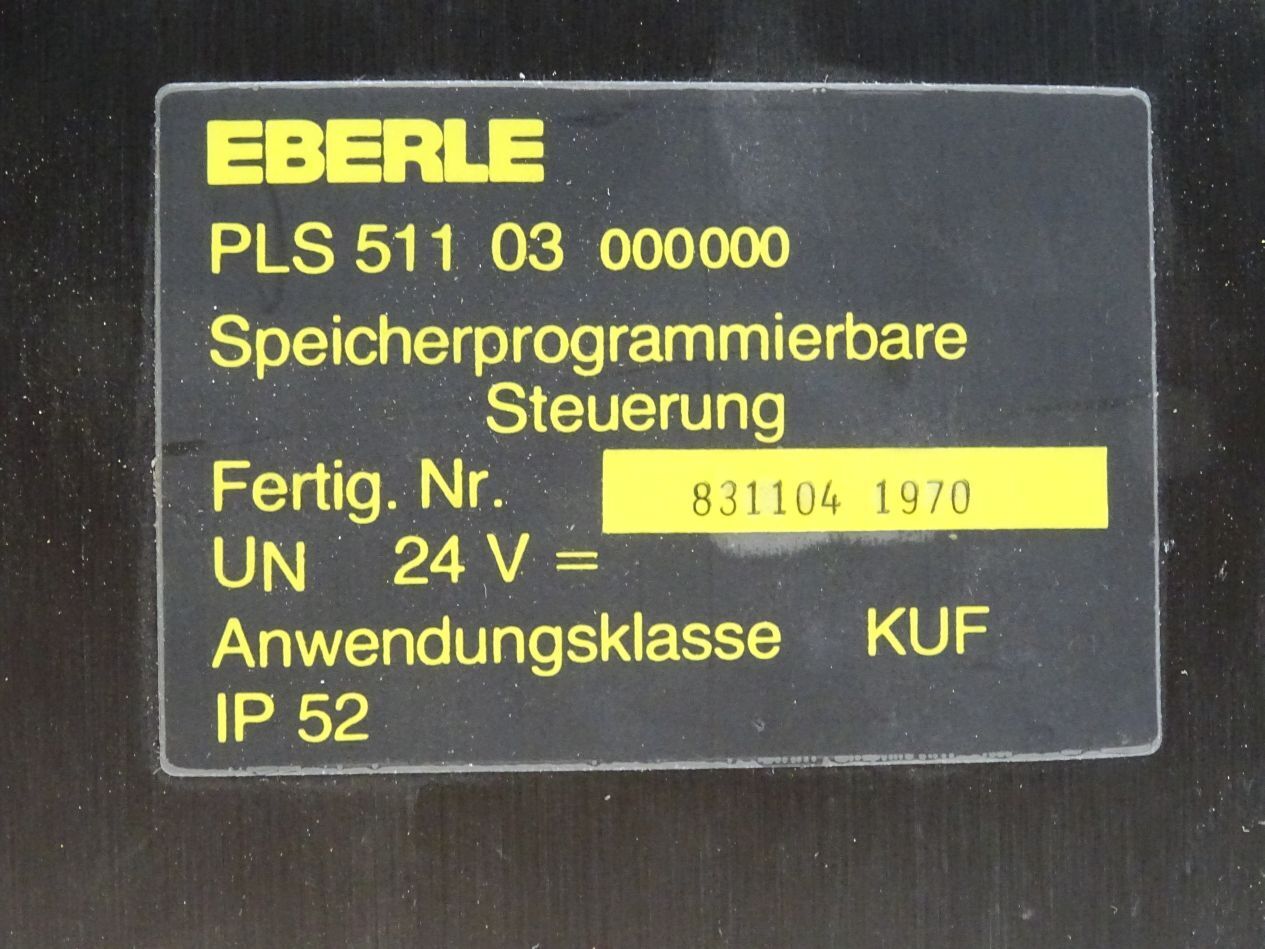 EBERLE
PLS 511 03 000000
Speicherprogrammierbare
Steuerung
Fertig. Nr. 831104 1970
UN 24 V =
Anwendungsklasse KUF
IP 52